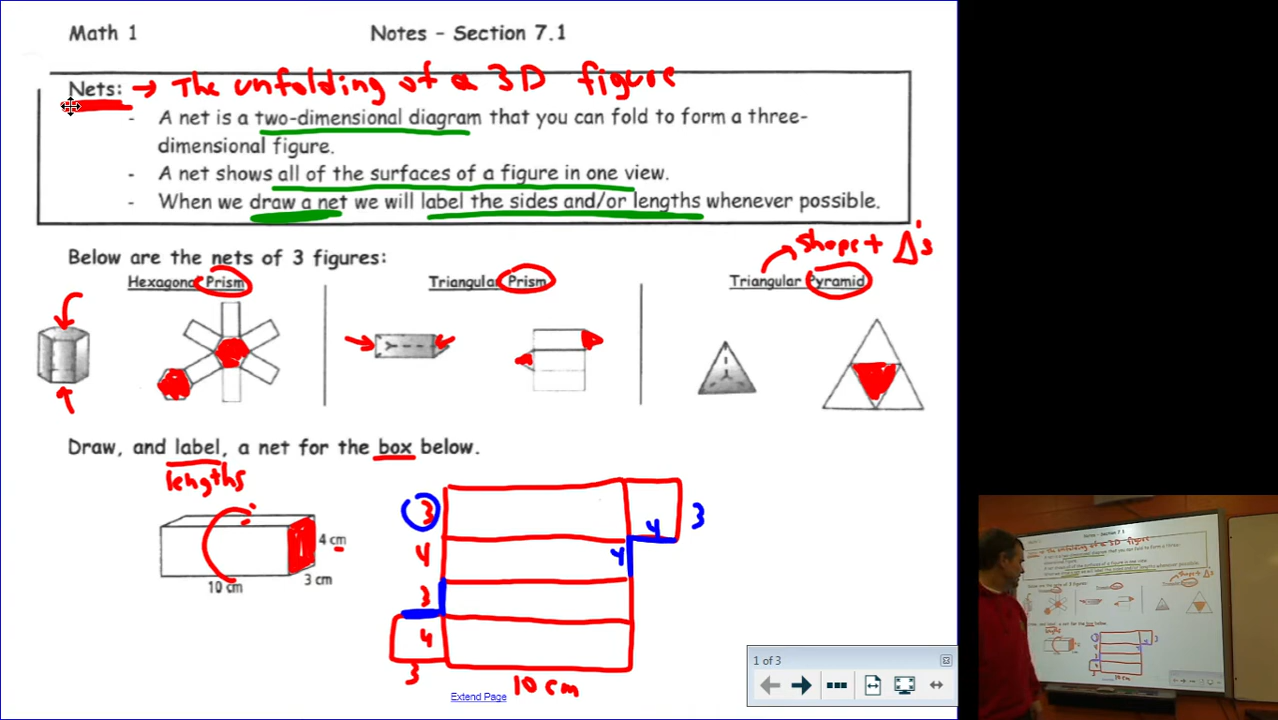 Math 1 Notes - Section 7.1
Nets: → The unfolding of a 3D figure
- A net is a two-dimensional diagram that you can fold to form a three-
dimensional figure.
- A net shows all of the surfaces of a figure in one view.
- When we draw a net we will label the sides and/or lengths whenever possible.
shape + Δ's
Below are the nets of 3 figures:
Hexagonal Prism Triangular Prism Triangular Pyramid
Draw, and label, a net for the box below.
lengths
4 cm
3 cm
10 cm
3
4
3
4
3
4
4
3
10 cm
Extend Page
1 of 3